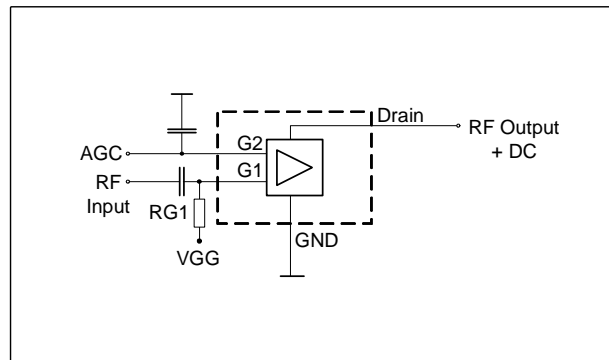 Drain
RF Output
+ DC
AGC
G2
RF
Input
G1
RG1
VGG
GND